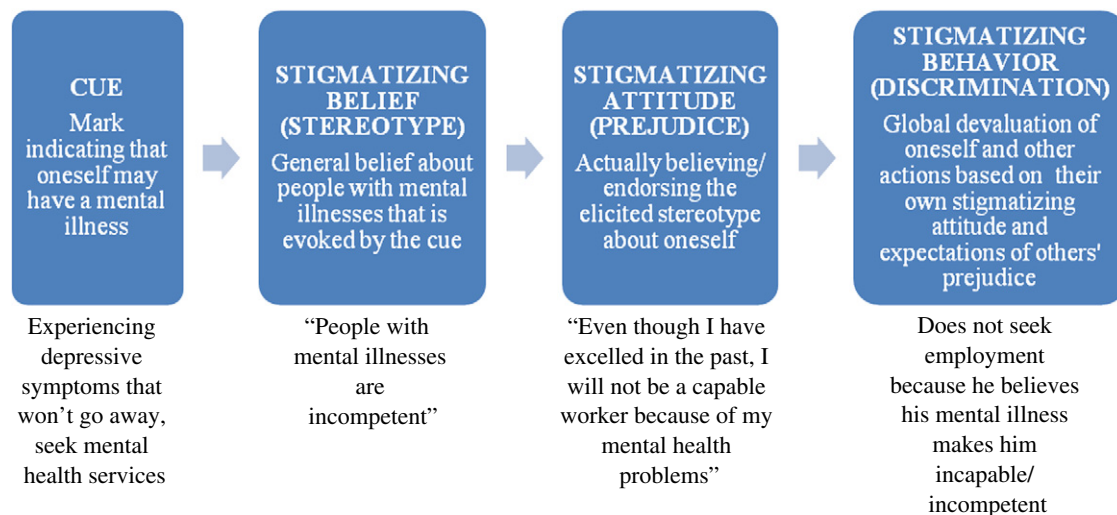 CUE
Mark
indicating that
oneself may
have a mental
illness
STIGMATIZING
BELIEF
(STEREOTYPE)
General belief about
people with mental
illnesses that is
evoked by the cue
STIGMATIZING
ATTITUDE
(PREJUDICE)
Actually believing/
endorsing the
elicited stereotype
about oneself
STIGMATIZING
BEHAVIOR
(DISCRIMINATION)
Global devaluation of
oneself and other
actions based on their
own stigmatizing
attitude and
expectations of others'
prejudice
Experiencing
depressive
symptoms that
won’t go away,
seek mental
health services
“People with
mental illnesses
are
incompetent”
“Even though I have
excelled in the past, I
will not be a capable
worker because of my
mental health
problems”
Does not seek
employment
because he believes
his mental illness
makes him
incapable/
incompetent